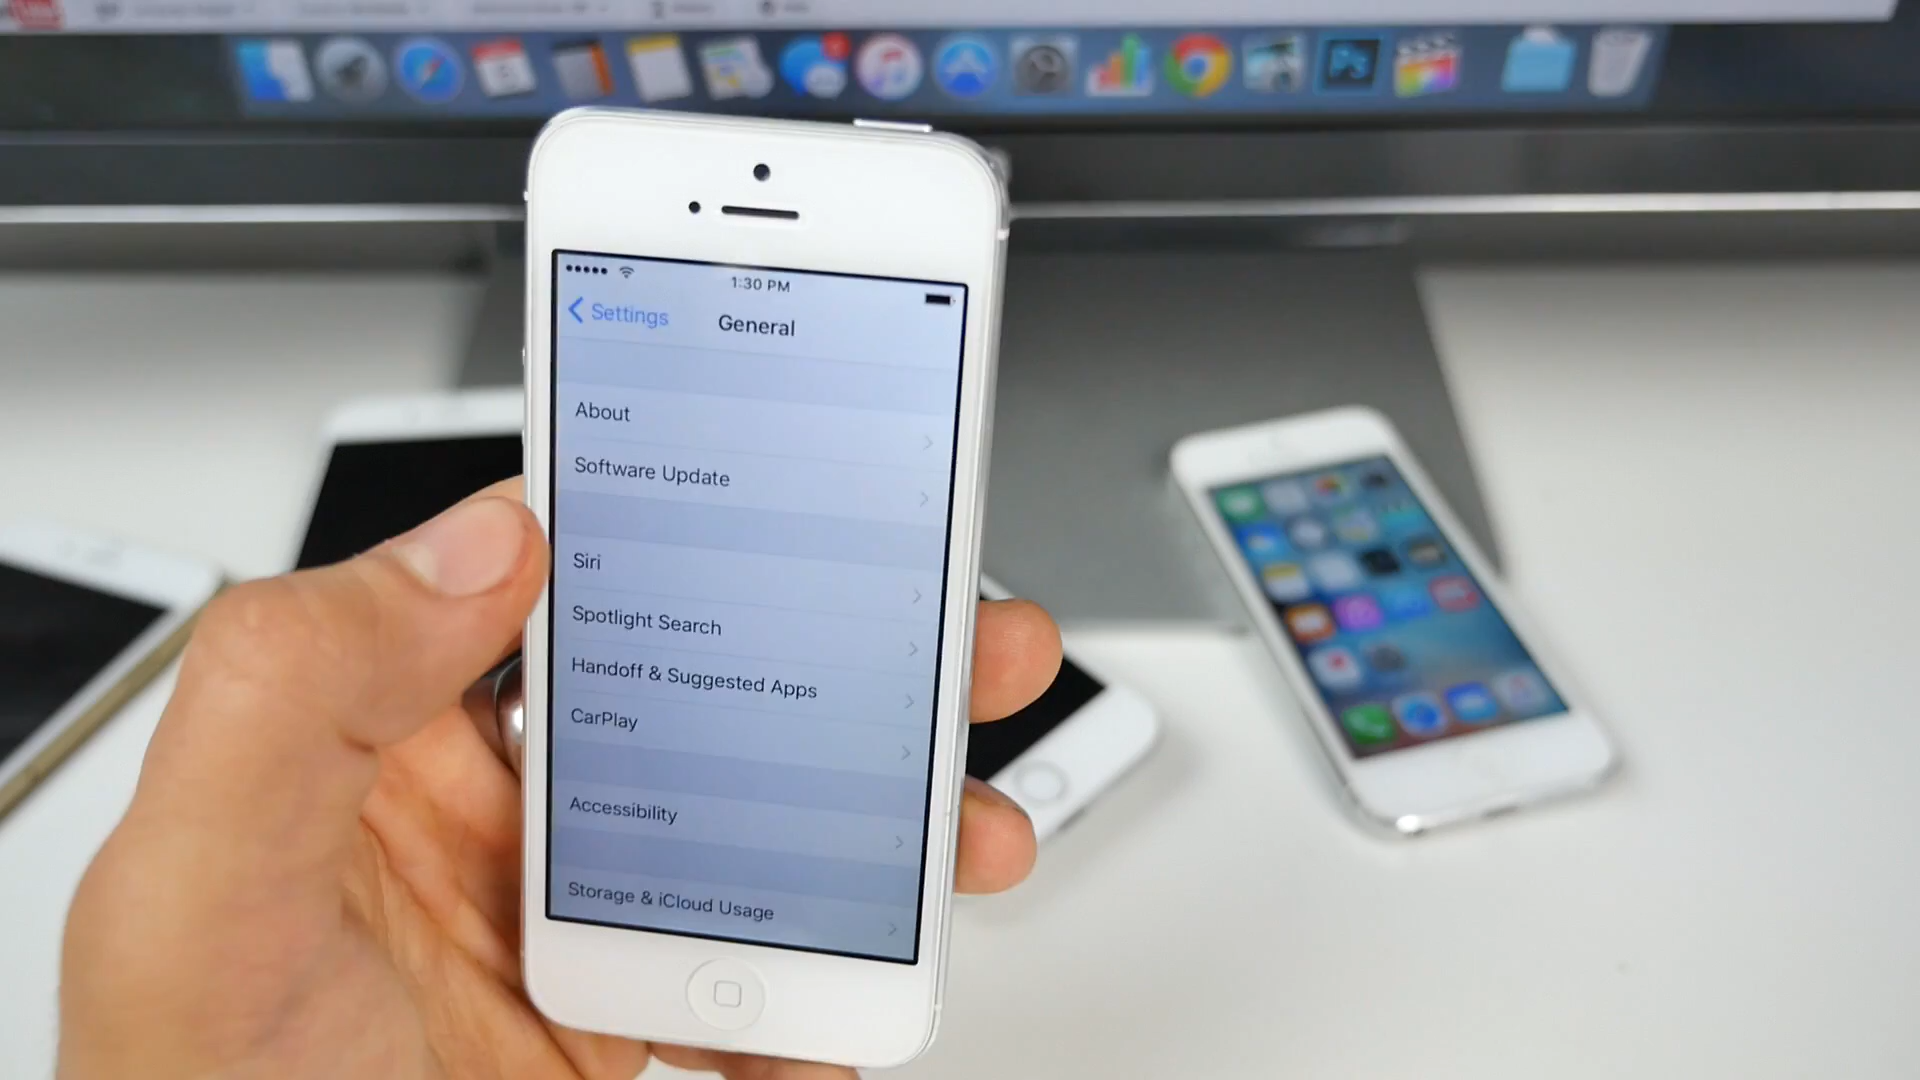 1:30 PM
Settings
General
About
Software Update
Siri
Spotlight Search
Handoff & Suggested Apps
CarPlay
Accessibility
Storage & iCloud Usage
Ps